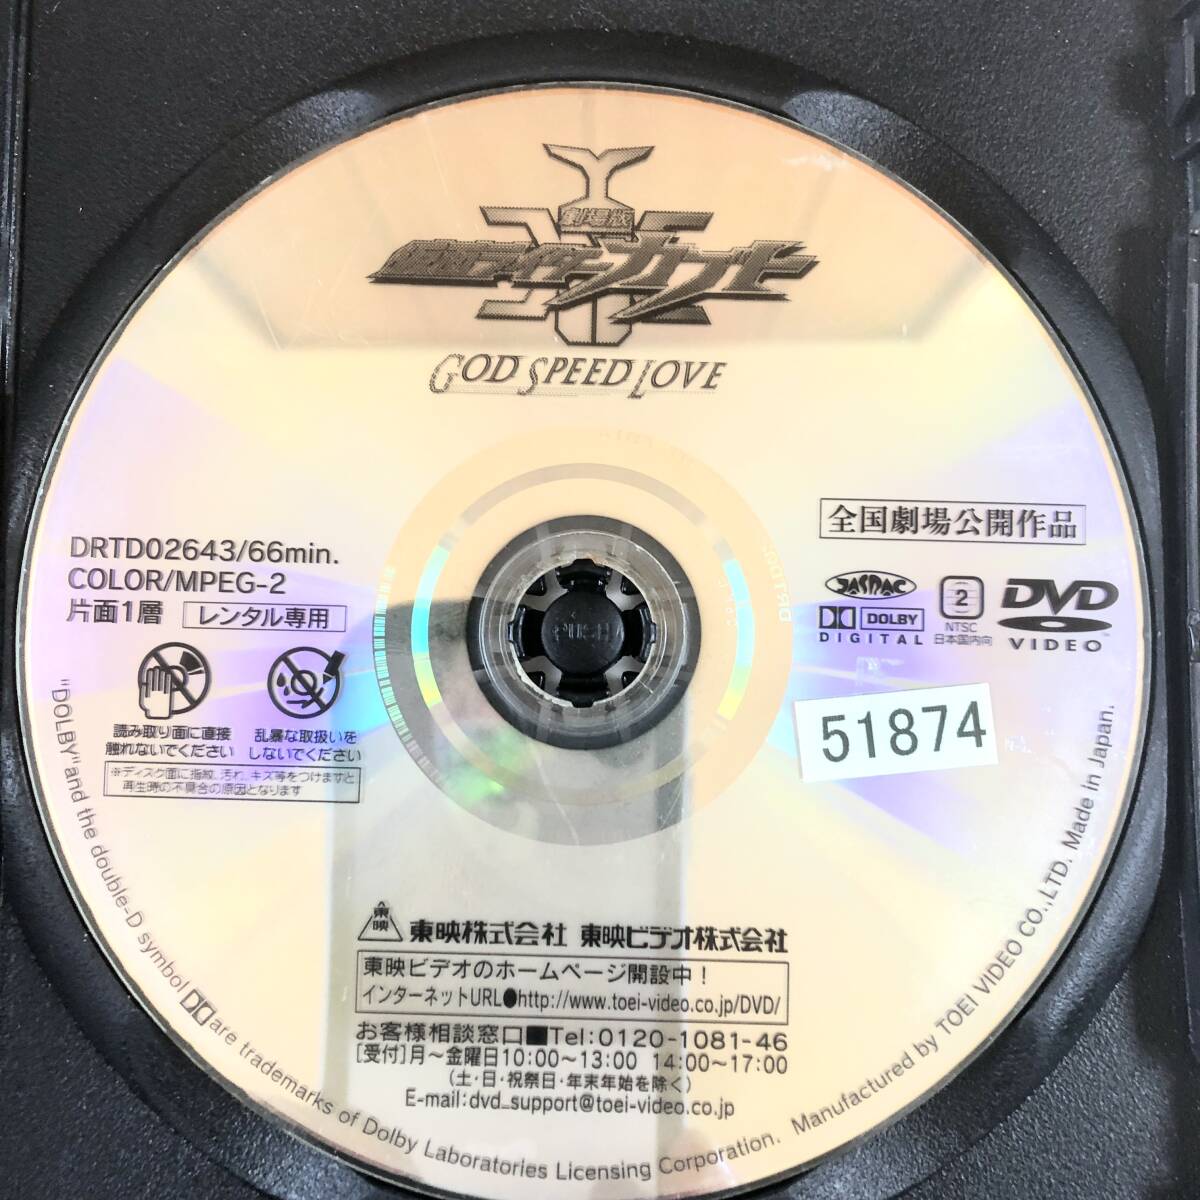 劇場版
仮面ライダーカブト
GOD SPEED LOVE
全国劇場公開作品
DRTD02643/66min.
COLOR/MPEG-2
片面1層 レンタル専用
JASRAC
DOLBY
DIGITAL
2
NTSC
日本国内向
DVD
VIDEO
読み取り面に直接
触れないでください
乱暴な取扱いを
しないでください
※ディスク面に指紋、汚れ、キズ等をつけますと
再生時の不具合の原因となります
51874
PUSH
東映
東映株式会社 東映ビデオ株式会社
東映ビデオのホームページ開設中!
インターネットURL●http://www.toei-video.co.jp/DVD/
お客様相談窓口■Tel:0120-1081-46
[受付]月～金曜日10:00～13:00 14:00～17:00
(土・日・祝祭日・年末年始を除く)
E-mail:dvd_support@toei-video.co.jp
"DOLBY" and the double-D symbol are trademarks of Dolby Laboratories Licensing Corporation. Manufactured by TOEI VIDEO CO.,LTD. Made in Japan.